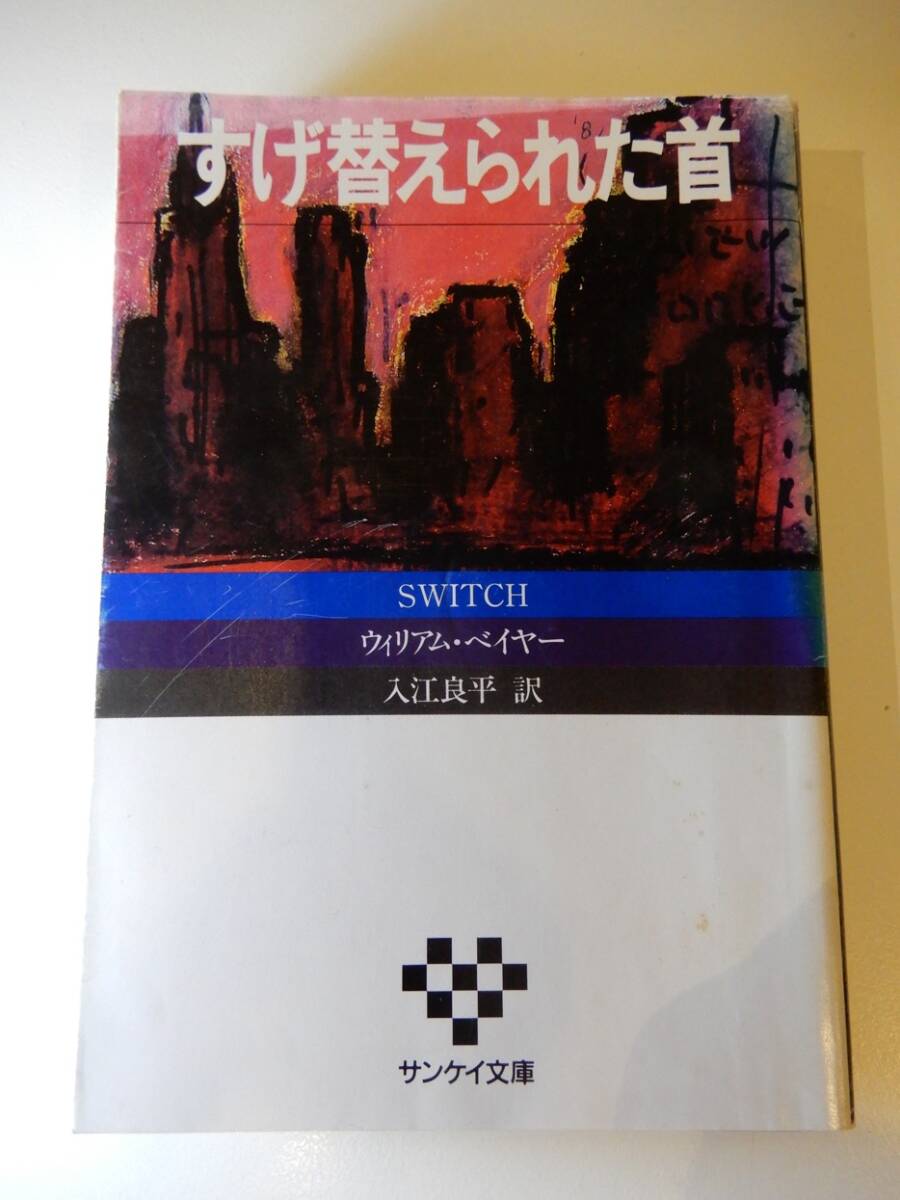 すげ替えられた首
SWITCH
ウィリアム・ベイヤー
入江良平 訳
サンケイ文庫